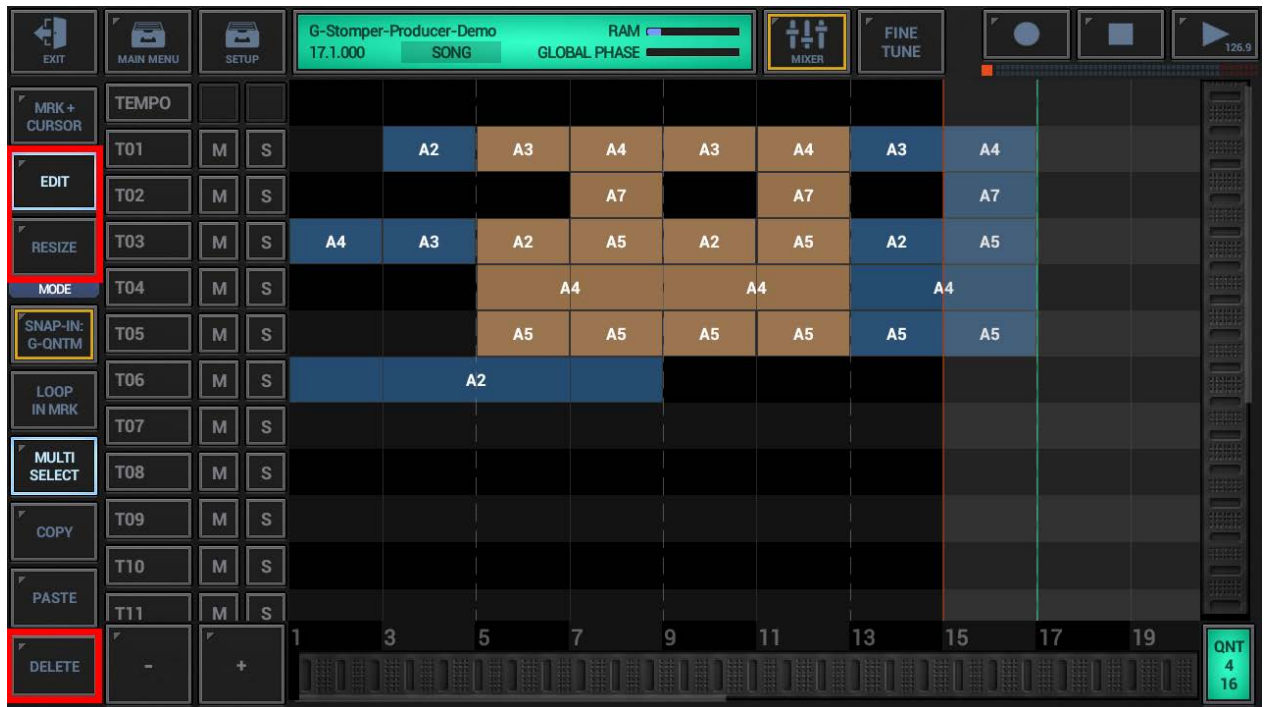 G-Stomper-Producer-Demo RAM
17.1.000 SONG GLOBAL PHASE
EXIT
MAIN MENU
SETUP
MIXER
FINE
TUNE
126.9
MRK +
CURSOR
TEMPO
EDIT
T01 M S A2 A3 A4 A3 A4 A3 A4
T02 M S A7 A7 A7
RESIZE
T03 M S A4 A3 A2 A5 A2 A5 A2 A5
MODE
T04 M S A4 A4 A4
SNAP-IN:
G-QNTM
T05 M S A5 A5 A5 A5 A5 A5
LOOP
IN MRK
T06 M S A2
T07 M S
MULTI
SELECT
T08 M S
COPY
T09 M S
T10 M S
PASTE
T11 M S
DELETE
- +
1 3 5 7 9 11 13 15 17 19
QNT
4
16